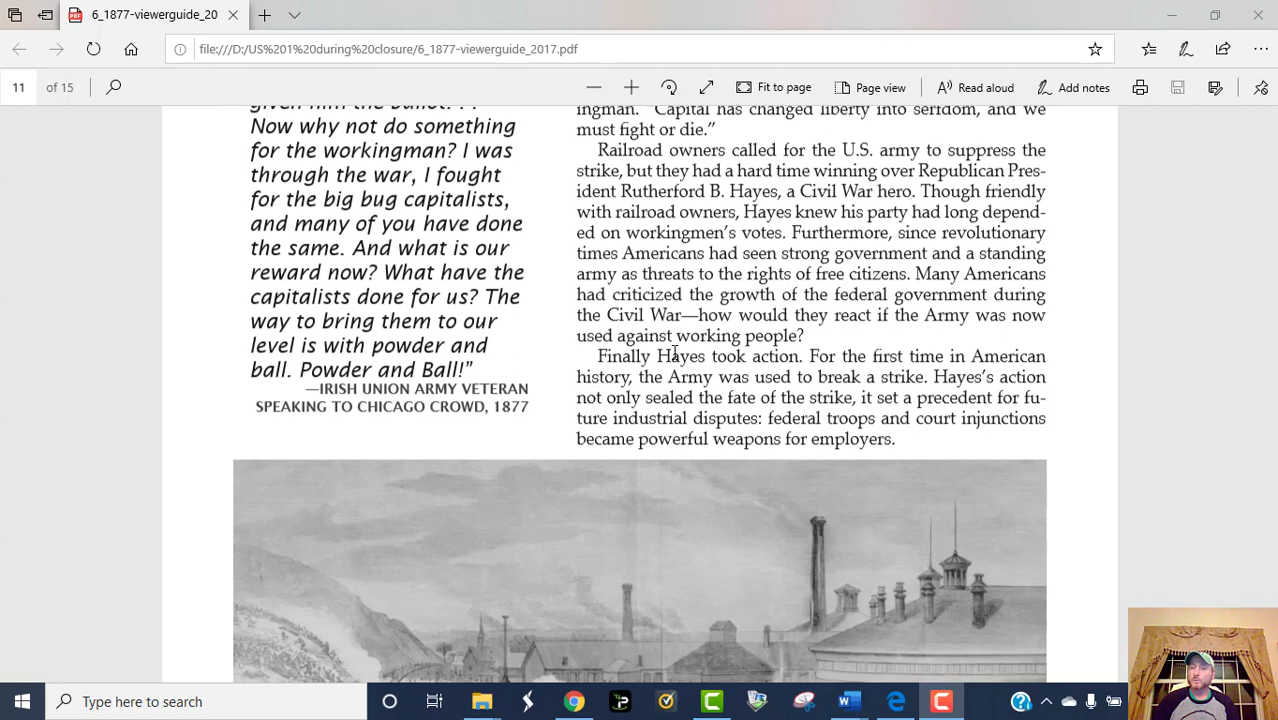 6_1877-viewerguide_20
file:///D:/US%201%20during%20closure/6_1877-viewerguide_2017.pdf
11 of 15
Fit to page
Page view
Read aloud
Add notes
given him the ballot. . .
Now why not do something
for the workingman? I was
through the war, I fought
for the big bug capitalists,
and many of you have done
the same. And what is our
reward now? What have the
capitalists done for us? The
way to bring them to our
level is with powder and
ball. Powder and Ball!”
—IRISH UNION ARMY VETERAN
SPEAKING TO CHICAGO CROWD, 1877
ingman. “Capital has changed liberty into serfdom, and we
must fight or die.”
Railroad owners called for the U.S. army to suppress the
strike, but they had a hard time winning over Republican Pres-
ident Rutherford B. Hayes, a Civil War hero. Though friendly
with railroad owners, Hayes knew his party had long depend-
ed on workingmen’s votes. Furthermore, since revolutionary
times Americans had seen strong government and a standing
army as threats to the rights of free citizens. Many Americans
had criticized the growth of the federal government during
the Civil War—how would they react if the Army was now
used against working people?
Finally Hayes took action. For the first time in American
history, the Army was used to break a strike. Hayes’s action
not only sealed the fate of the strike, it set a precedent for fu-
ture industrial disputes: federal troops and court injunctions
became powerful weapons for employers.
Type here to search